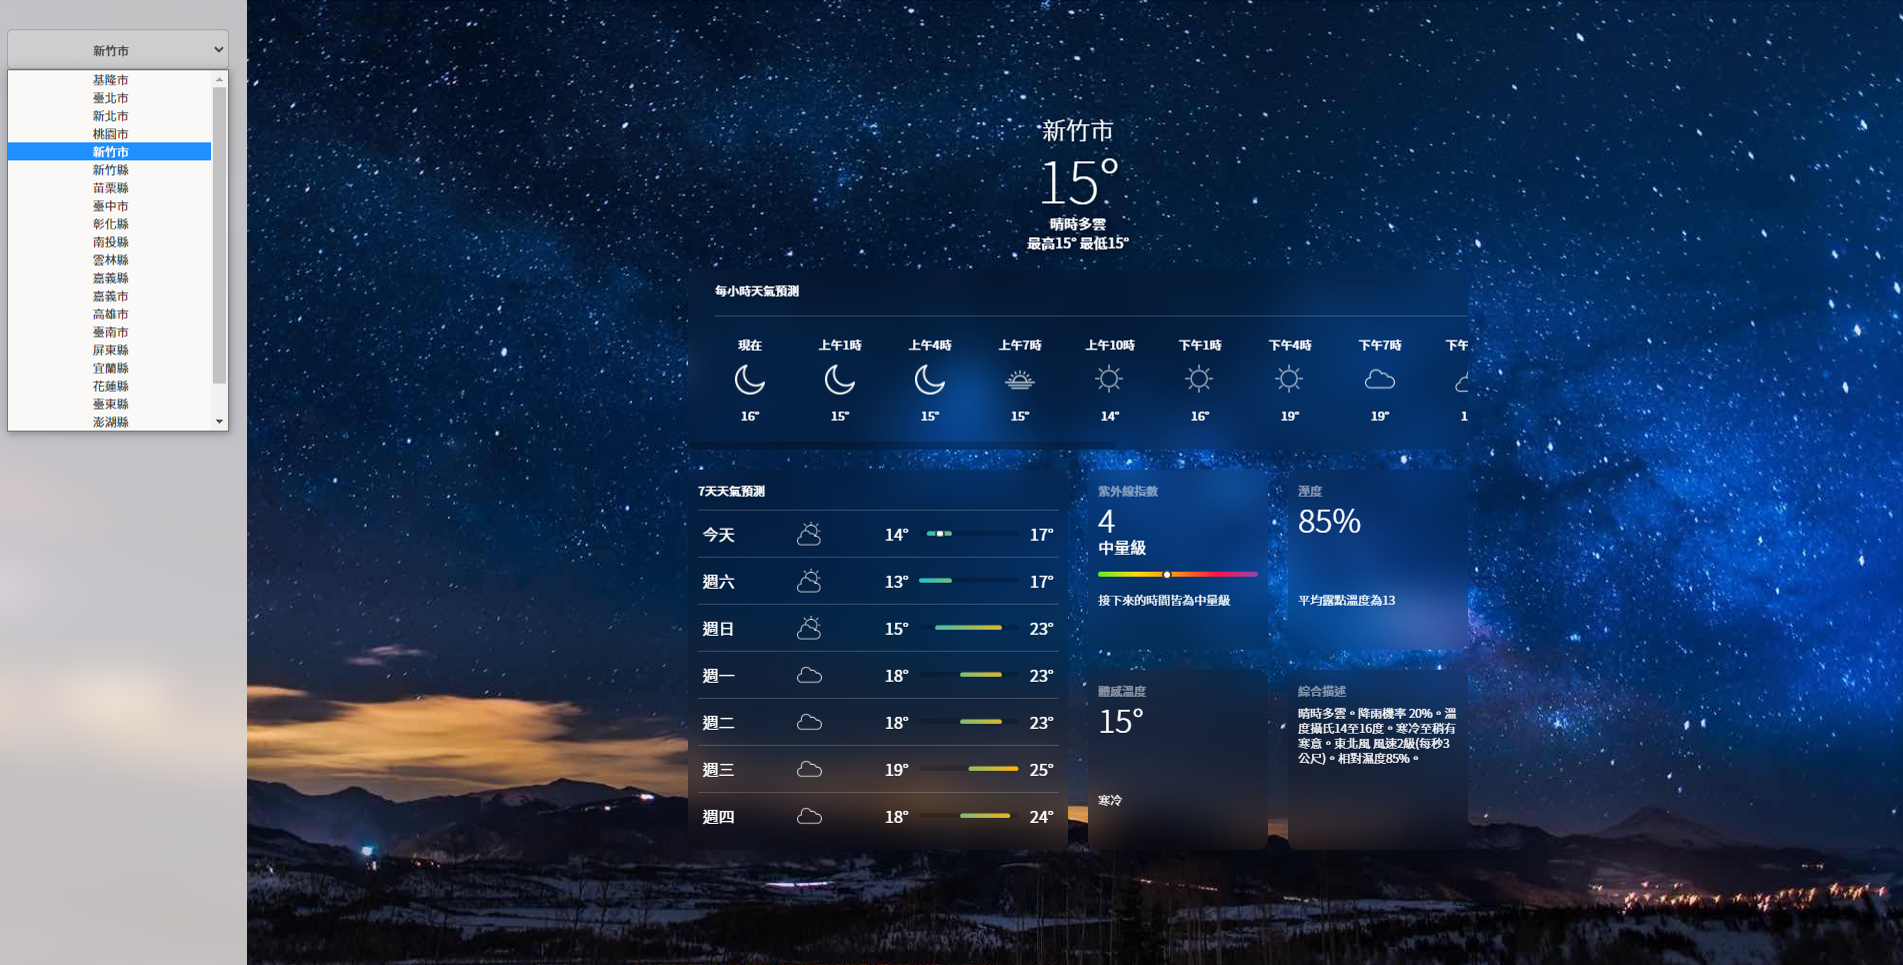 新竹市
基隆市
臺北市
新北市
桃園市
新竹市
新竹縣
苗栗縣
臺中市
彰化縣
南投縣
雲林縣
嘉義縣
嘉義市
高雄市
臺南市
屏東縣
宜蘭縣
花蓮縣
臺東縣
澎湖縣
新竹市
15°
晴時多雲
最高15° 最低15°
每小時天氣預測
現在 上午1時 上午4時 上午7時 上午10時 下午1時 下午4時 下午7時 下午
16° 15° 15° 15° 14° 16° 19° 19° 1
7天天氣預測
今天 14° 17°
週六 13° 17°
週日 15° 23°
週一 18° 23°
週二 18° 23°
週三 19° 25°
週四 18° 24°
紫外線指數
4
中量級
接下來的時間皆為中量級
溼度
85%
平均露點溫度為13
體感溫度
15°
寒冷
綜合描述
晴時多雲。降雨機率 20%。溫
度攝氏14至16度。寒冷至稍有
寒意。東北風 風速2級(每秒3
公尺)。相對濕度85%。